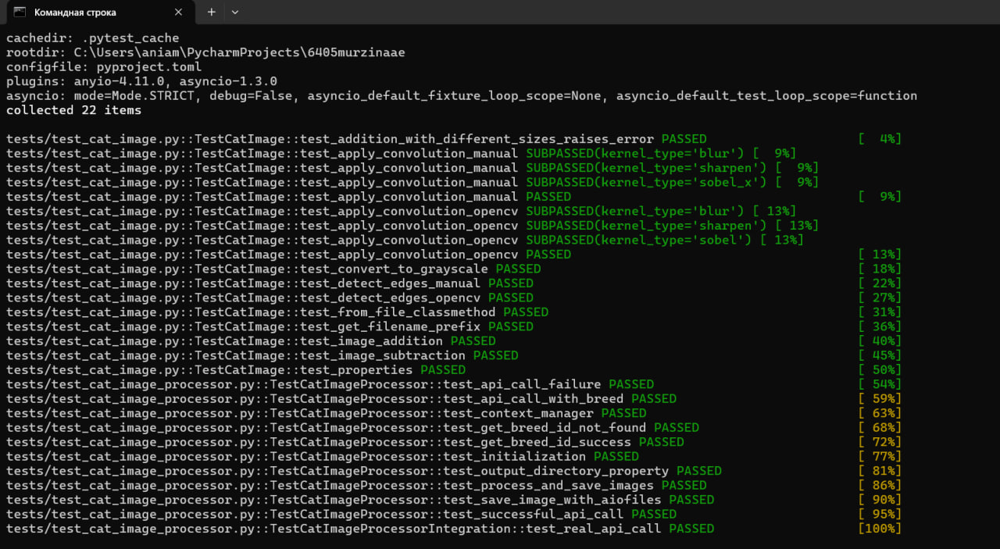 Командная строка
cachedir: .pytest_cache
rootdir: C:\Users\aniam\PycharmProjects\6405murzinaae
configfile: pyproject.toml
plugins: anyio-4.11.0, asyncio-1.3.0
asyncio: mode=Mode.STRICT, debug=False, asyncio_default_fixture_loop_scope=None, asyncio_default_test_loop_scope=function
collected 22 items
tests/test_cat_image.py::TestCatImage::test_addition_with_different_sizes_raises_error PASSED [  4%]
tests/test_cat_image.py::TestCatImage::test_apply_convolution_manual SUBPASSED(kernel_type='blur') [  9%]
tests/test_cat_image.py::TestCatImage::test_apply_convolution_manual SUBPASSED(kernel_type='sharpen') [  9%]
tests/test_cat_image.py::TestCatImage::test_apply_convolution_manual SUBPASSED(kernel_type='sobel_x') [  9%]
tests/test_cat_image.py::TestCatImage::test_apply_convolution_manual PASSED [  9%]
tests/test_cat_image.py::TestCatImage::test_apply_convolution_opencv SUBPASSED(kernel_type='blur') [ 13%]
tests/test_cat_image.py::TestCatImage::test_apply_convolution_opencv SUBPASSED(kernel_type='sharpen') [ 13%]
tests/test_cat_image.py::TestCatImage::test_apply_convolution_opencv SUBPASSED(kernel_type='sobel') [ 13%]
tests/test_cat_image.py::TestCatImage::test_apply_convolution_opencv PASSED [ 13%]
tests/test_cat_image.py::TestCatImage::test_convert_to_grayscale PASSED [ 18%]
tests/test_cat_image.py::TestCatImage::test_detect_edges_manual PASSED [ 22%]
tests/test_cat_image.py::TestCatImage::test_detect_edges_opencv PASSED [ 27%]
tests/test_cat_image.py::TestCatImage::test_from_file_classmethod PASSED [ 31%]
tests/test_cat_image.py::TestCatImage::test_get_filename_prefix PASSED [ 36%]
tests/test_cat_image.py::TestCatImage::test_image_addition PASSED [ 40%]
tests/test_cat_image.py::TestCatImage::test_image_subtraction PASSED [ 45%]
tests/test_cat_image.py::TestCatImage::test_properties PASSED [ 50%]
tests/test_cat_image_processor.py::TestCatImageProcessor::test_api_call_failure PASSED [ 54%]
tests/test_cat_image_processor.py::TestCatImageProcessor::test_api_call_with_breed PASSED [ 59%]
tests/test_cat_image_processor.py::TestCatImageProcessor::test_context_manager PASSED [ 63%]
tests/test_cat_image_processor.py::TestCatImageProcessor::test_get_breed_id_not_found PASSED [ 68%]
tests/test_cat_image_processor.py::TestCatImageProcessor::test_get_breed_id_success PASSED [ 72%]
tests/test_cat_image_processor.py::TestCatImageProcessor::test_initialization PASSED [ 77%]
tests/test_cat_image_processor.py::TestCatImageProcessor::test_output_directory_property PASSED [ 81%]
tests/test_cat_image_processor.py::TestCatImageProcessor::test_process_and_save_images PASSED [ 86%]
tests/test_cat_image_processor.py::TestCatImageProcessor::test_save_image_with_aiofiles PASSED [ 90%]
tests/test_cat_image_processor.py::TestCatImageProcessor::test_successful_api_call PASSED [ 95%]
tests/test_cat_image_processor.py::TestCatImageProcessorIntegration::test_real_api_call PASSED [100%]